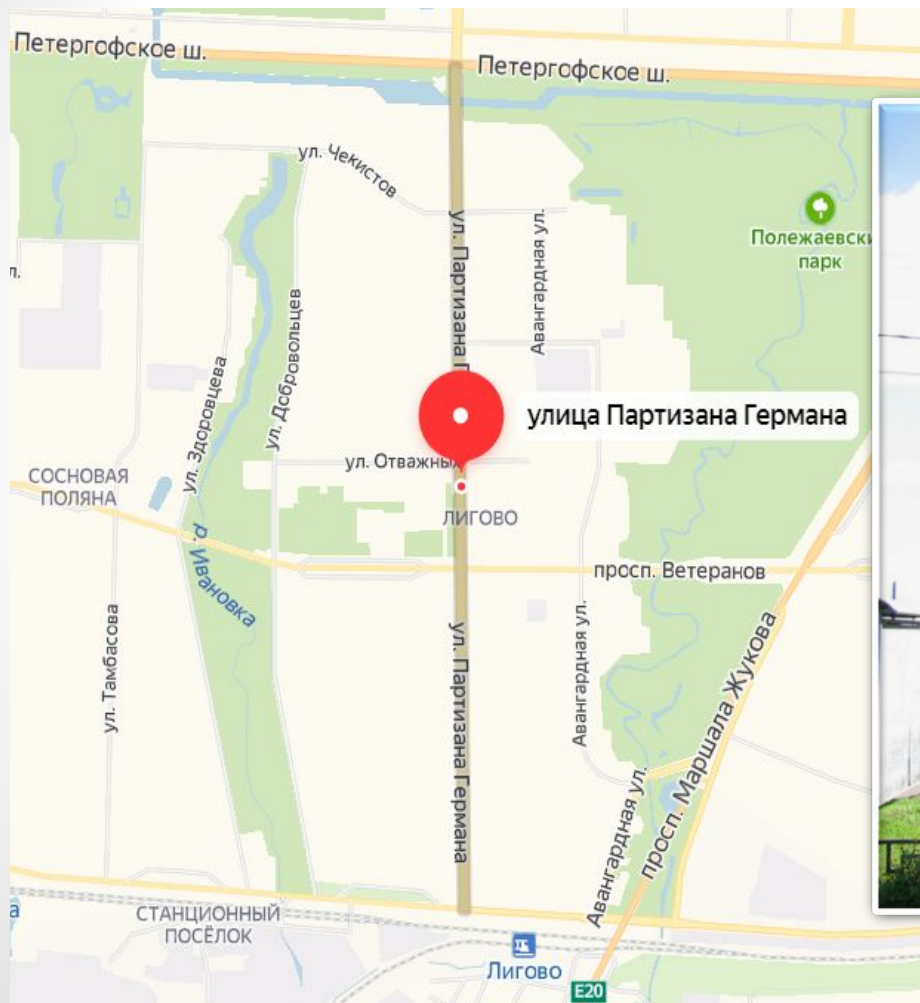 Петергофское ш.
Петергофское ш.
ул. Чекистов
ул. Партизана Г
Авангардная ул.
Полежаевски
парк
л.
ул. Здоровцева
ул. Добровольцев
улица Партизана Германа
ул. Отважных
СОСНОВАЯ
ПОЛЯНА
ЛИГОВО
р. Ивановка
просп. Ветеранов
ул. Тамбасова
ул. Партизана Германа
Авангардная ул.
просп. Маршала Жукова
Авангардная ул.
а
СТАНЦИОННЫЙ
ПОСЁЛОК
Лигово
E20